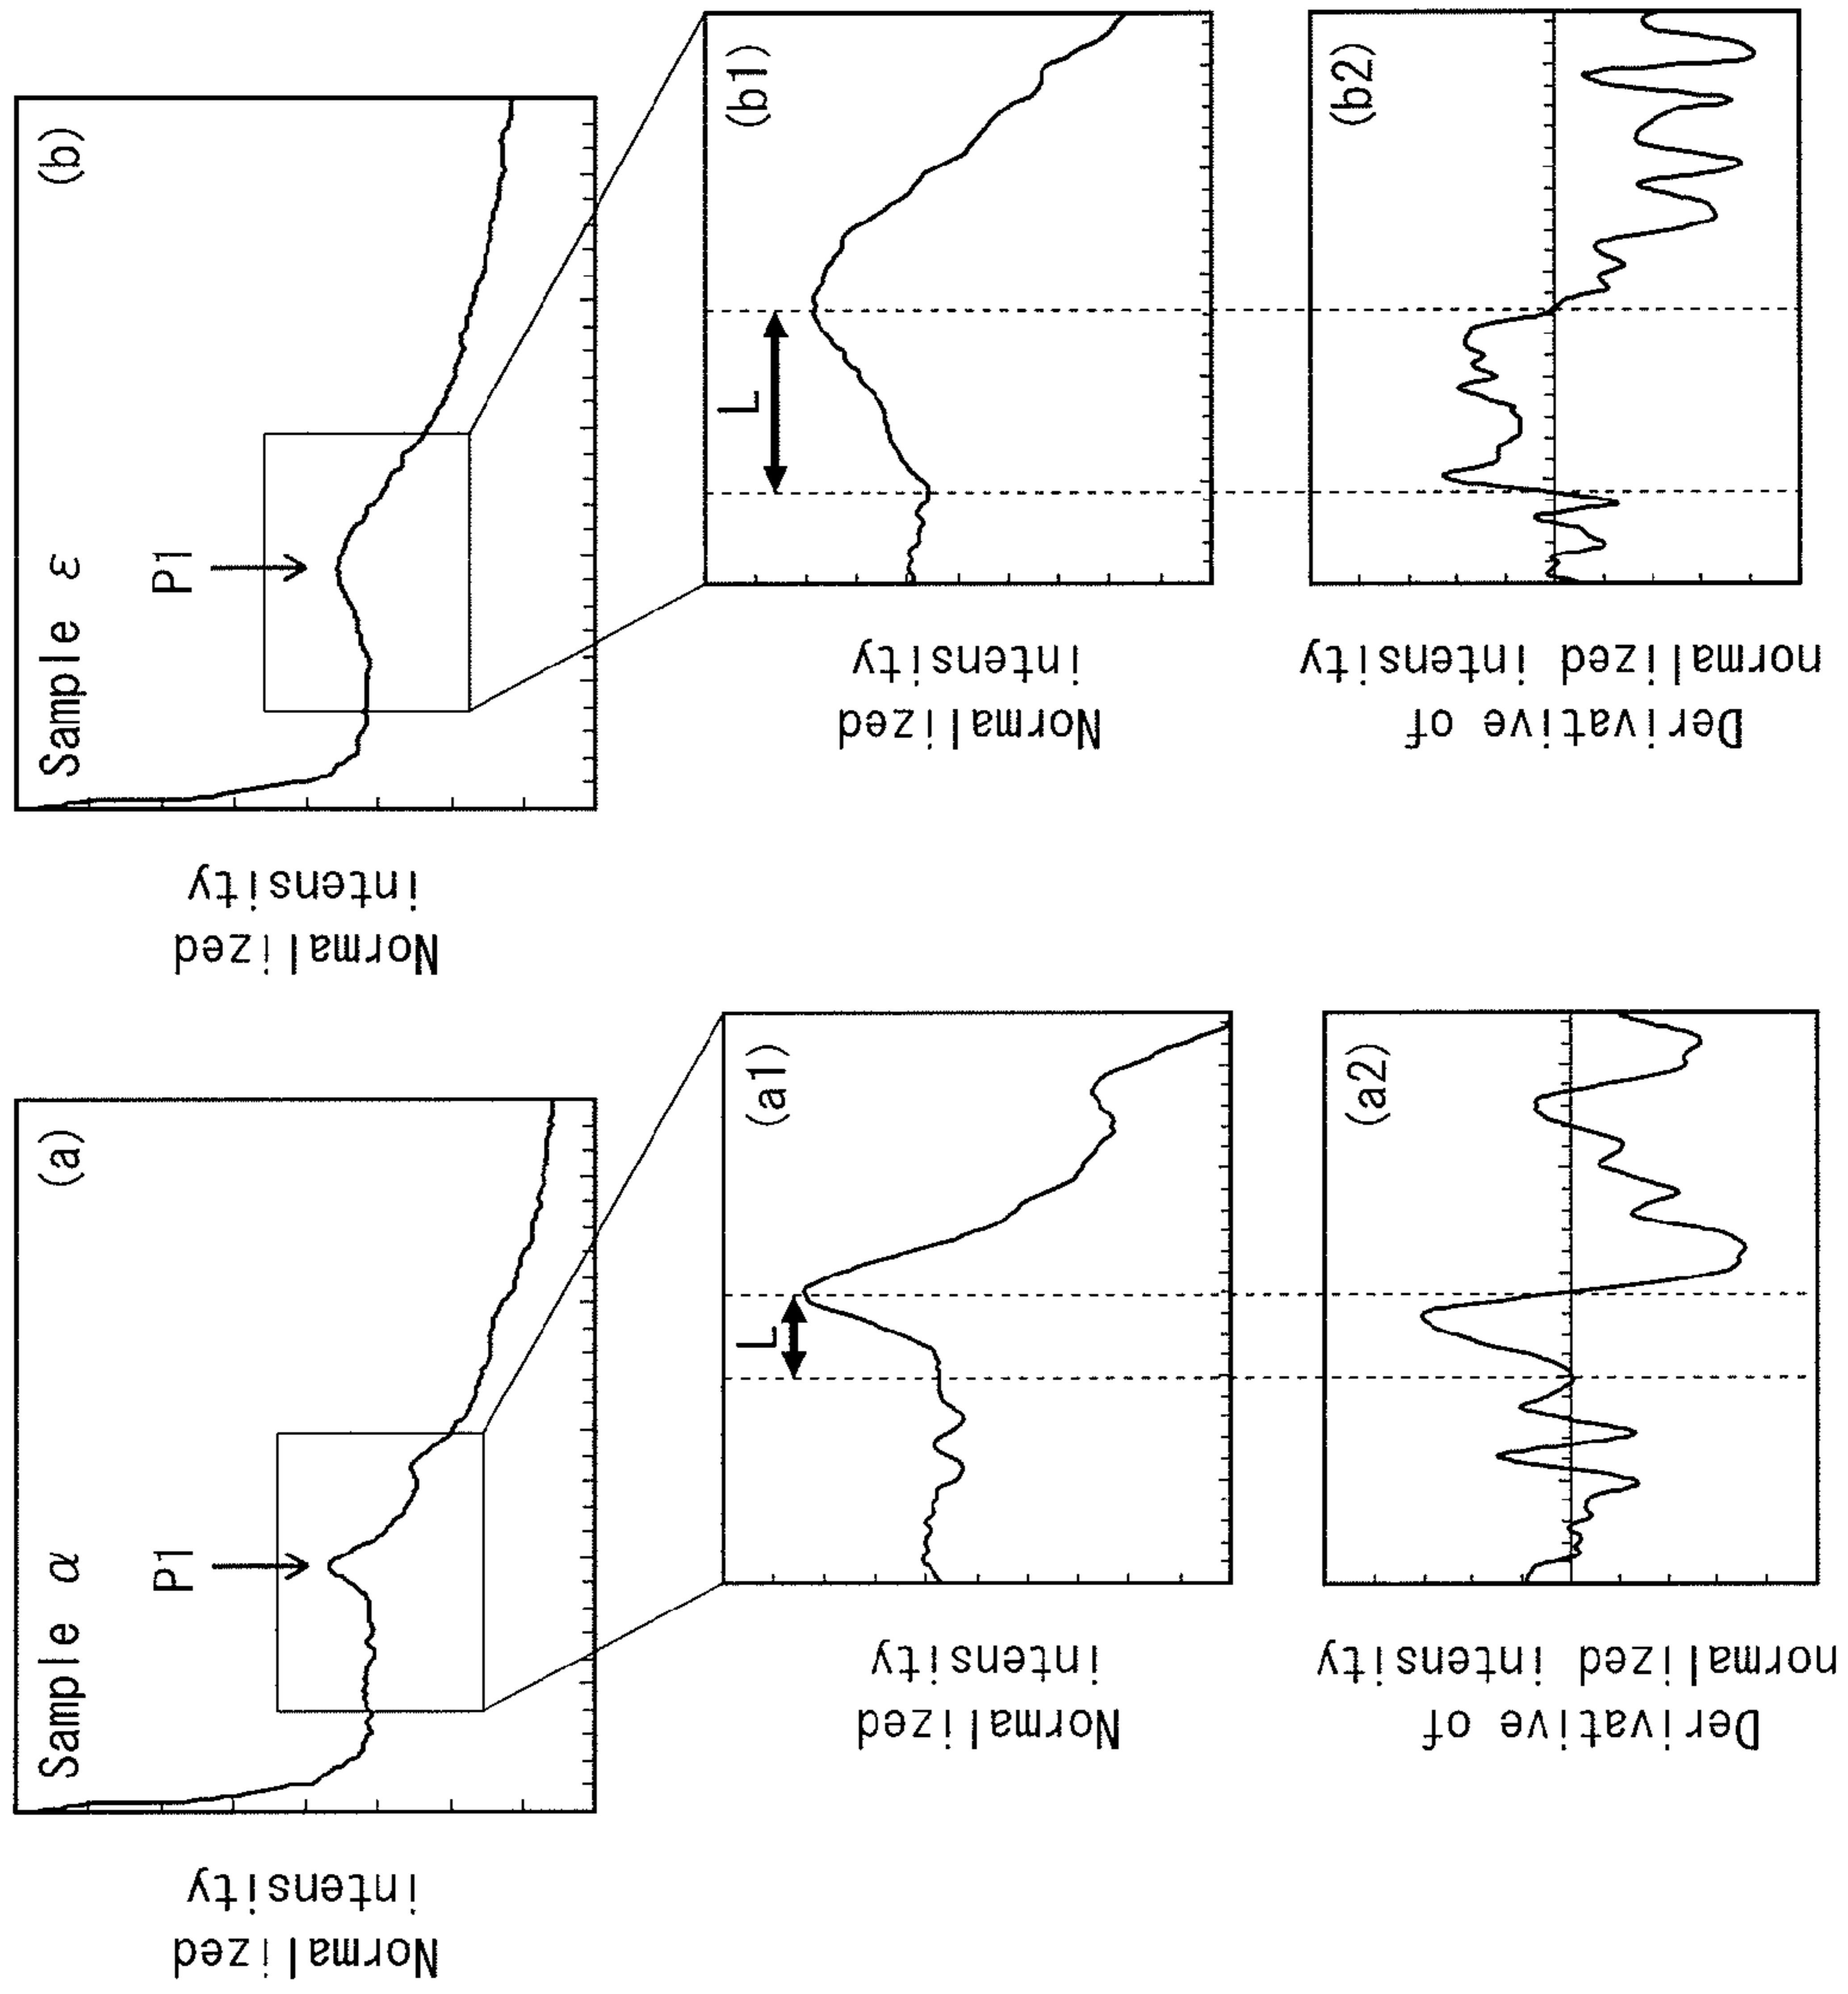 Sample α
(a)
P1
Normalized
intensity
L
(a1)
Normalized
intensity
(a2)
Derivative of
normalized intensity
Sample ε
(b)
P1
Normalized
intensity
L
(b1)
Normalized
intensity
(b2)
Derivative of
normalized intensity